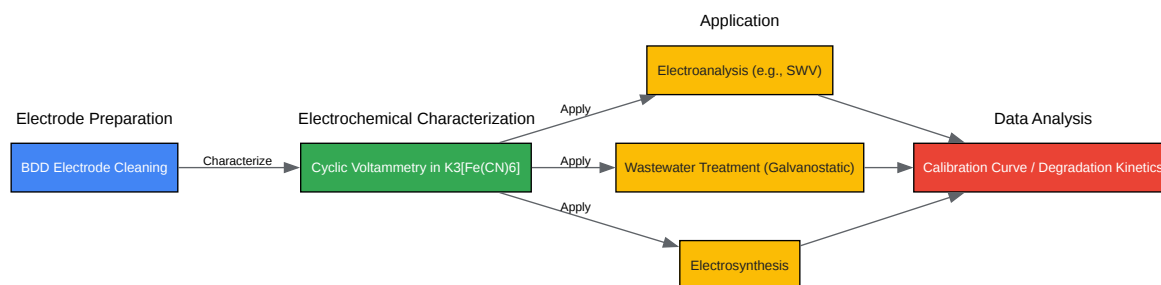 Application
Electroanalysis (e.g., SWV)
Electrode Preparation
Electrochemical Characterization
Apply
Data Analysis
BDD Electrode Cleaning
Characterize
Cyclic Voltammetry in K3[Fe(CN)6]
Apply
Wastewater Treatment (Galvanostatic)
Calibration Curve / Degradation Kinetics
Apply
Electrosynthesis